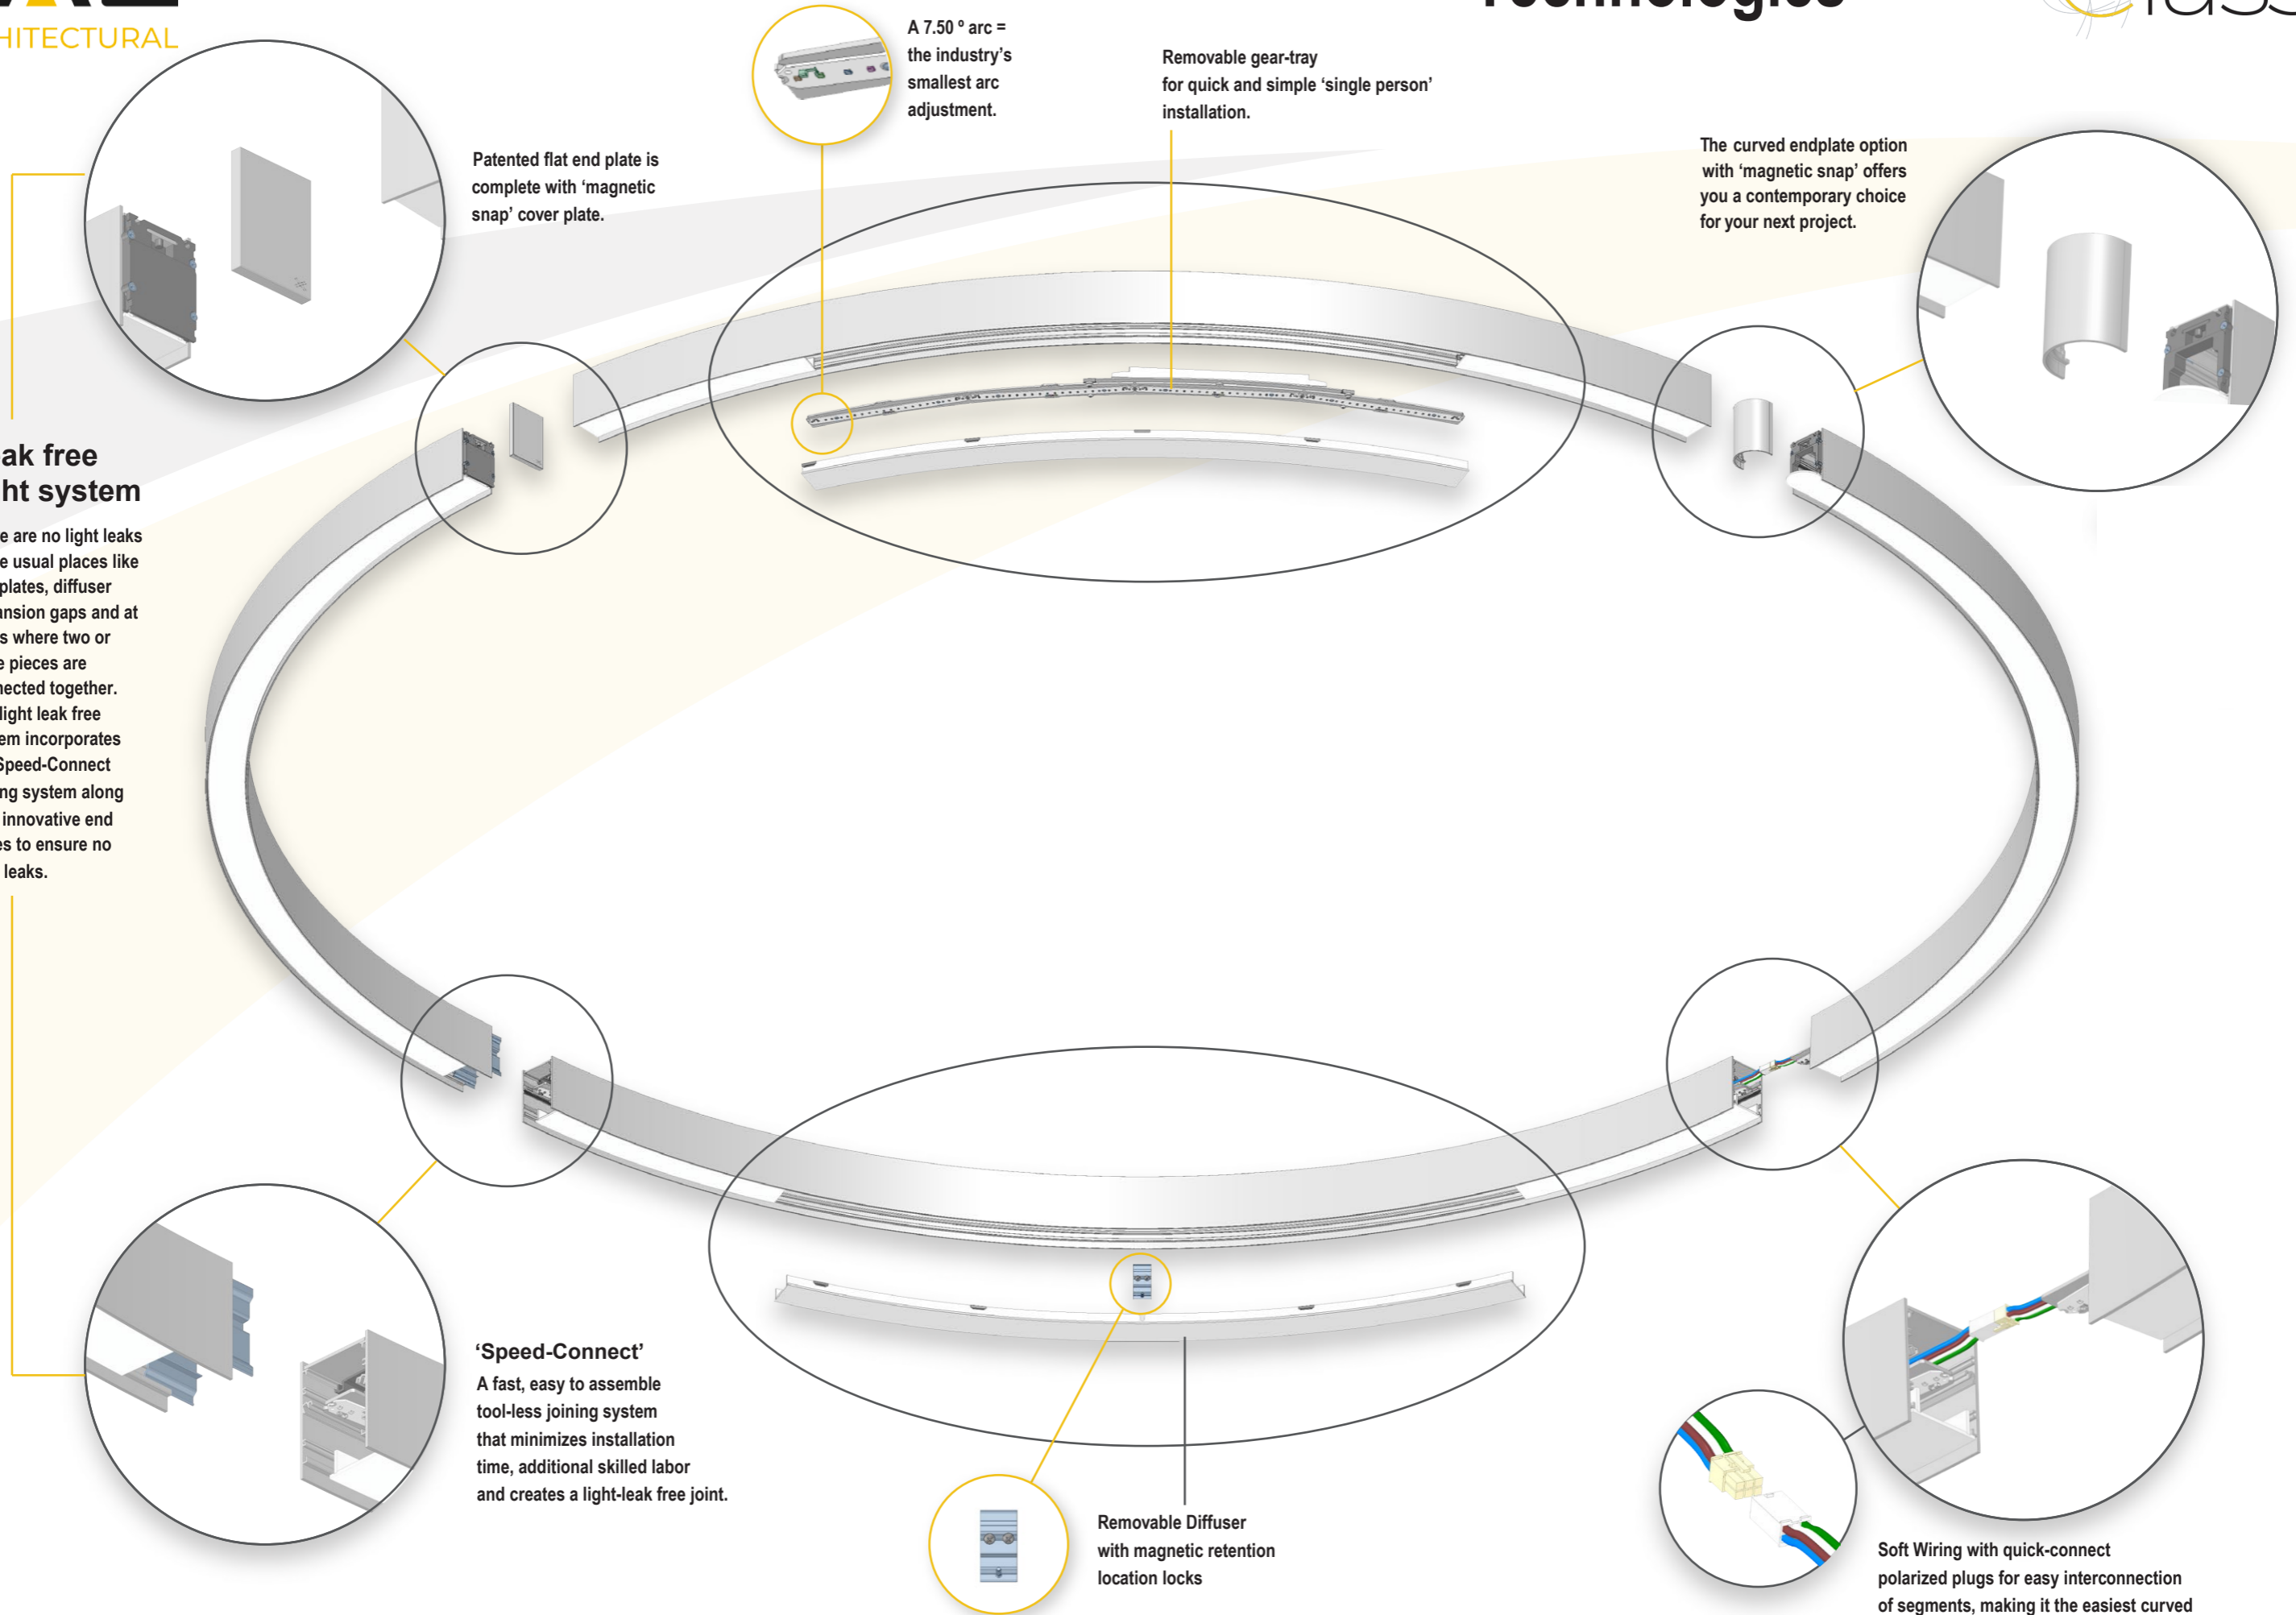 HITECTURAL
Technologies
A 7.50 º arc =
the industry's
smallest arc
adjustment.
Removable gear-tray
for quick and simple ‘single person’
installation.
Patented flat end plate is
complete with ‘magnetic
snap’ cover plate.
The curved endplate option
with ‘magnetic snap’ offers
you a contemporary choice
for your next project.
ak free
ht system
e are no light leaks
e usual places like
plates, diffuser
ansion gaps and at
s where two or
e pieces are
nected together.
light leak free
em incorporates
Speed-Connect
ng system along
innovative end
es to ensure no
leaks.
‘Speed-Connect’
A fast, easy to assemble
tool-less joining system
that minimizes installation
time, additional skilled labor
and creates a light-leak free joint.
Removable Diffuser
with magnetic retention
location locks
Soft Wiring with quick-connect
polarized plugs for easy interconnection
of segments, making it the easiest curved